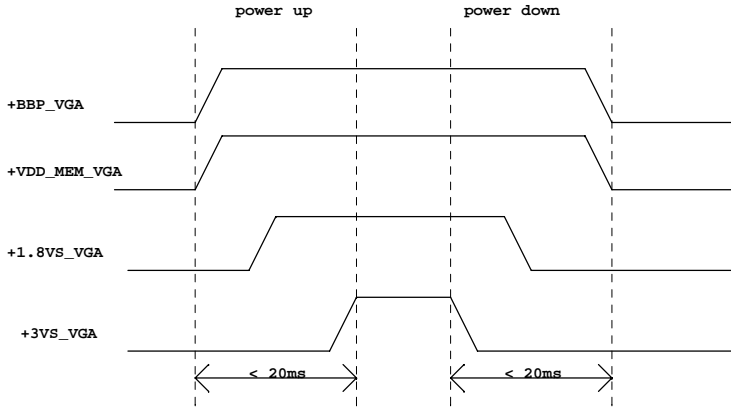 power up
power down
+BBP_VGA
+VDD_MEM_VGA
+1.8VS_VGA
+3VS_VGA
< 20ms
< 20ms